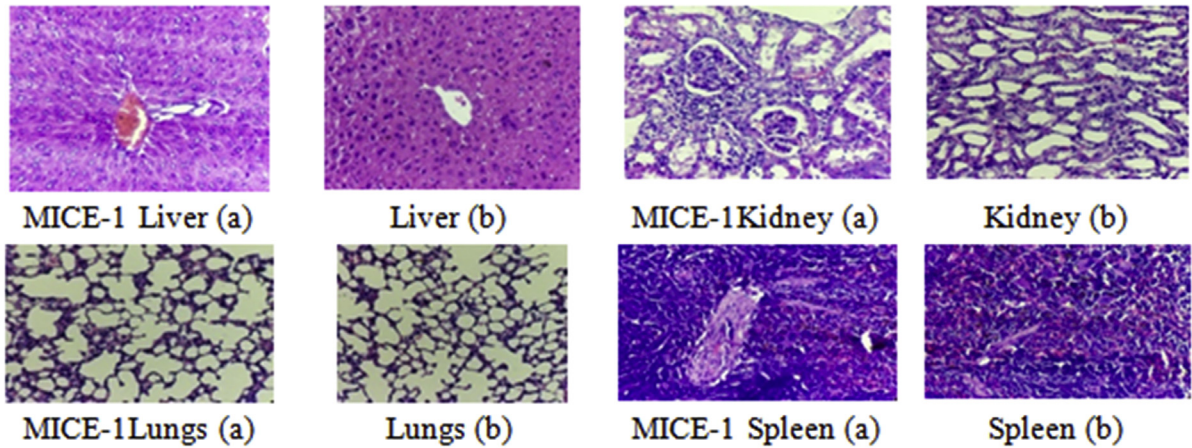 MICE-1 Liver (a)
Liver (b)
MICE-1Kidney (a)
Kidney (b)
MICE-1Lungs (a)
Lungs (b)
MICE-1 Spleen (a)
Spleen (b)